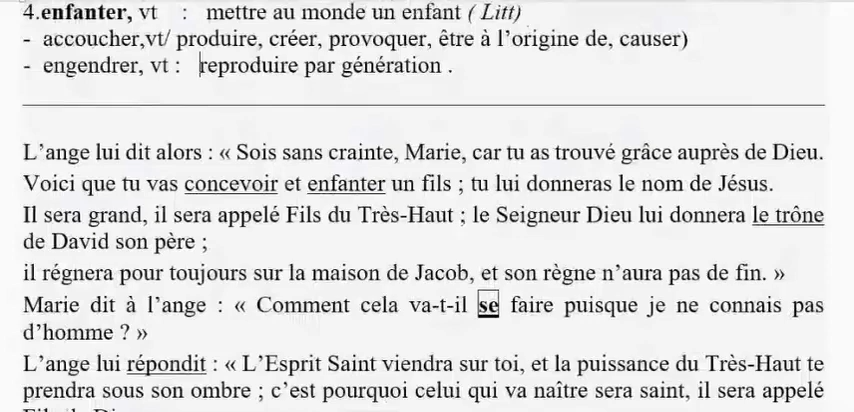 4.enfanter, vt : mettre au monde un enfant ( Litt)
- accoucher,vt/ produire, créer, provoquer, être à l’origine de, causer)
- engendrer, vt : reproduire par génération .
L’ange lui dit alors : « Sois sans crainte, Marie, car tu as trouvé grâce auprès de Dieu.
Voici que tu vas concevoir et enfanter un fils ; tu lui donneras le nom de Jésus.
Il sera grand, il sera appelé Fils du Très-Haut ; le Seigneur Dieu lui donnera le trône
de David son père ;
il régnera pour toujours sur la maison de Jacob, et son règne n’aura pas de fin. »
Marie dit à l’ange : « Comment cela va-t-il se faire puisque je ne connais pas
d’homme ? »
L’ange lui répondit : « L’Esprit Saint viendra sur toi, et la puissance du Très-Haut te
prendra sous son ombre ; c’est pourquoi celui qui va naître sera saint, il sera appelé